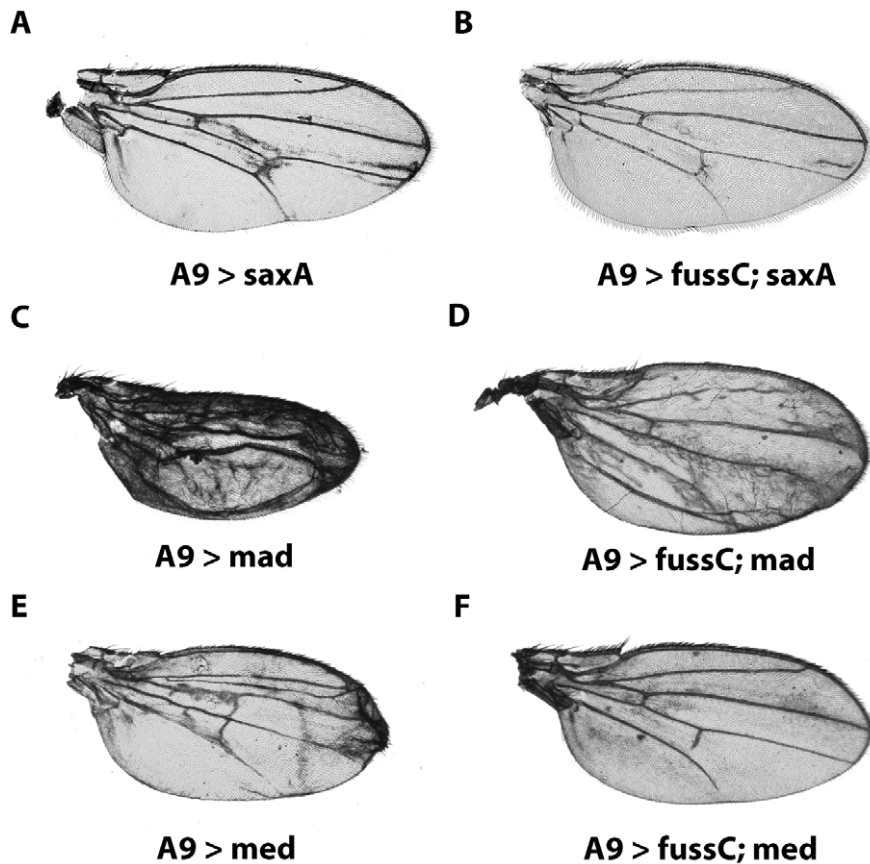 A
B
A9 > saxA
A9 > fussC; saxA
C
D
A9 > mad
A9 > fussC; mad
E
F
A9 > med
A9 > fussC; med